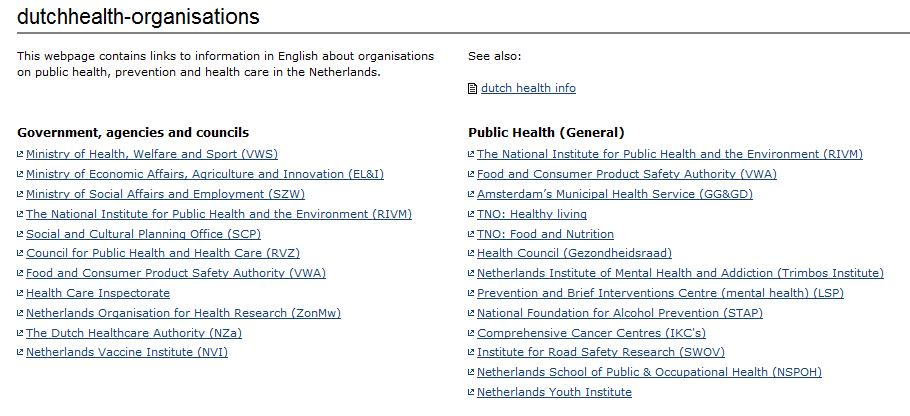 dutchhealth-organisations
This webpage contains links to information in English about organisations
on public health, prevention and health care in the Netherlands.
See also:
dutch health info
Government, agencies and councils
Ministry of Health, Welfare and Sport (VWS)
Ministry of Economic Affairs, Agriculture and Innovation (EL&I)
Ministry of Social Affairs and Employment (SZW)
The National Institute for Public Health and the Environment (RIVM)
Social and Cultural Planning Office (SCP)
Council for Public Health and Health Care (RVZ)
Food and Consumer Product Safety Authority (VWA)
Health Care Inspectorate
Netherlands Organisation for Health Research (ZonMw)
The Dutch Healthcare Authority (NZa)
Netherlands Vaccine Institute (NVI)
Public Health (General)
The National Institute for Public Health and the Environment (RIVM)
Food and Consumer Product Safety Authority (VWA)
Amsterdam's Municipal Health Service (GG&GD)
TNO: Healthy living
TNO: Food and Nutrition
Health Council (Gezondheidsraad)
Netherlands Institute of Mental Health and Addiction (Trimbos Institute)
Prevention and Brief Interventions Centre (mental health) (LSP)
National Foundation for Alcohol Prevention (STAP)
Comprehensive Cancer Centres (IKC's)
Institute for Road Safety Research (SWOV)
Netherlands School of Public & Occupational Health (NSPOH)
Netherlands Youth Institute